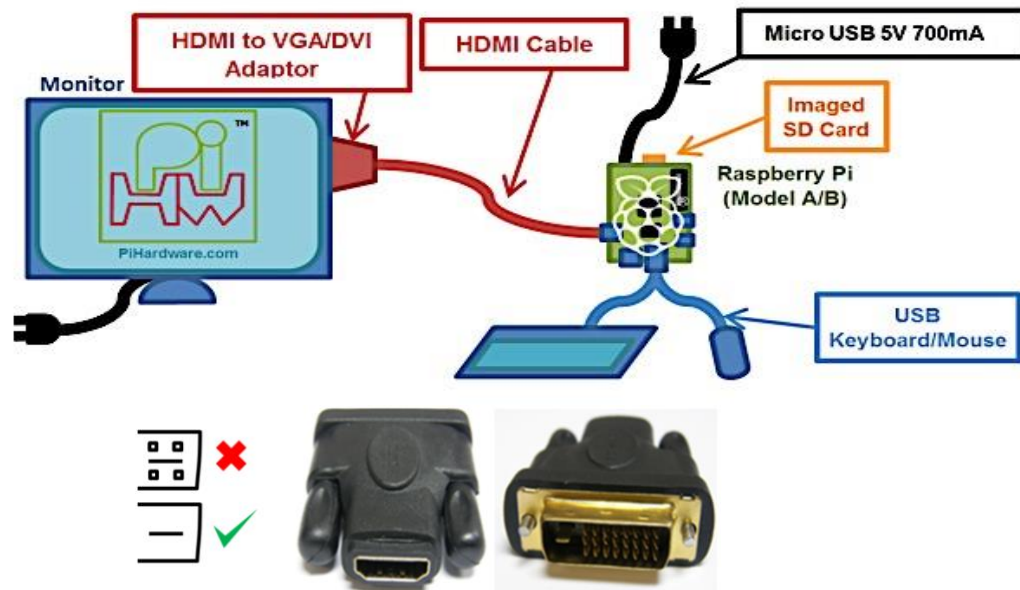 HDMI to VGA/DVI
Adaptor
HDMI Cable
Micro USB 5V 700mA
Monitor
Imaged
SD Card
Pi
TM
HW
PiHardware.com
Raspberry Pi
(Model A/B)
USB
Keyboard/Mouse